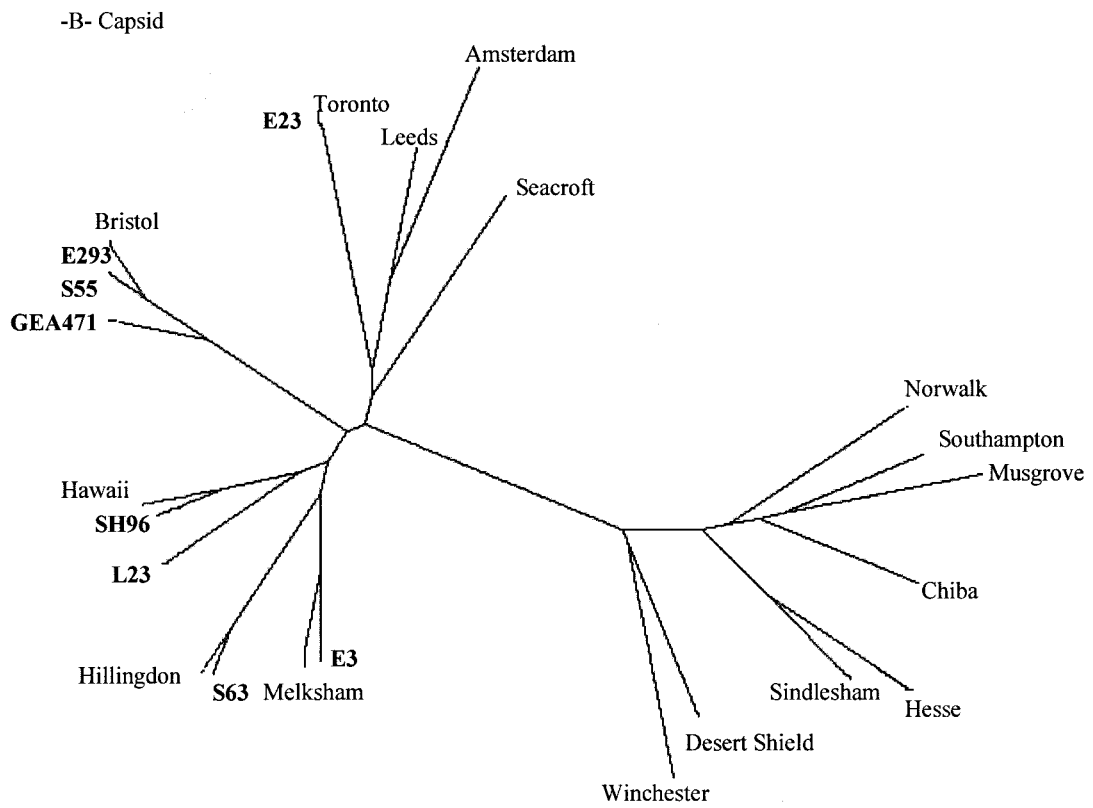 -B- Capsid
Amsterdam
Toronto
E23
Leeds
Seacroft
Bristol
E293
S55
GEA471
Norwalk
Southampton
Musgrove
Hawaii
SH96
L23
Chiba
E3
Hillingdon
S63
Melksham
Sindlesham
Hesse
Desert Shield
Winchester